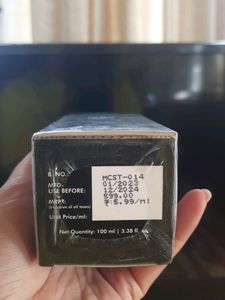 B. NO.: MCST-014
MFD- 01/2023
USE BEFORE: 12/2024
MRP₹: 599.00
(Inclusive of all taxes)
Unit Price/ml: ₹:5.99/Ml
Net Quantity: 100 ml | 3.38 fl. oz.